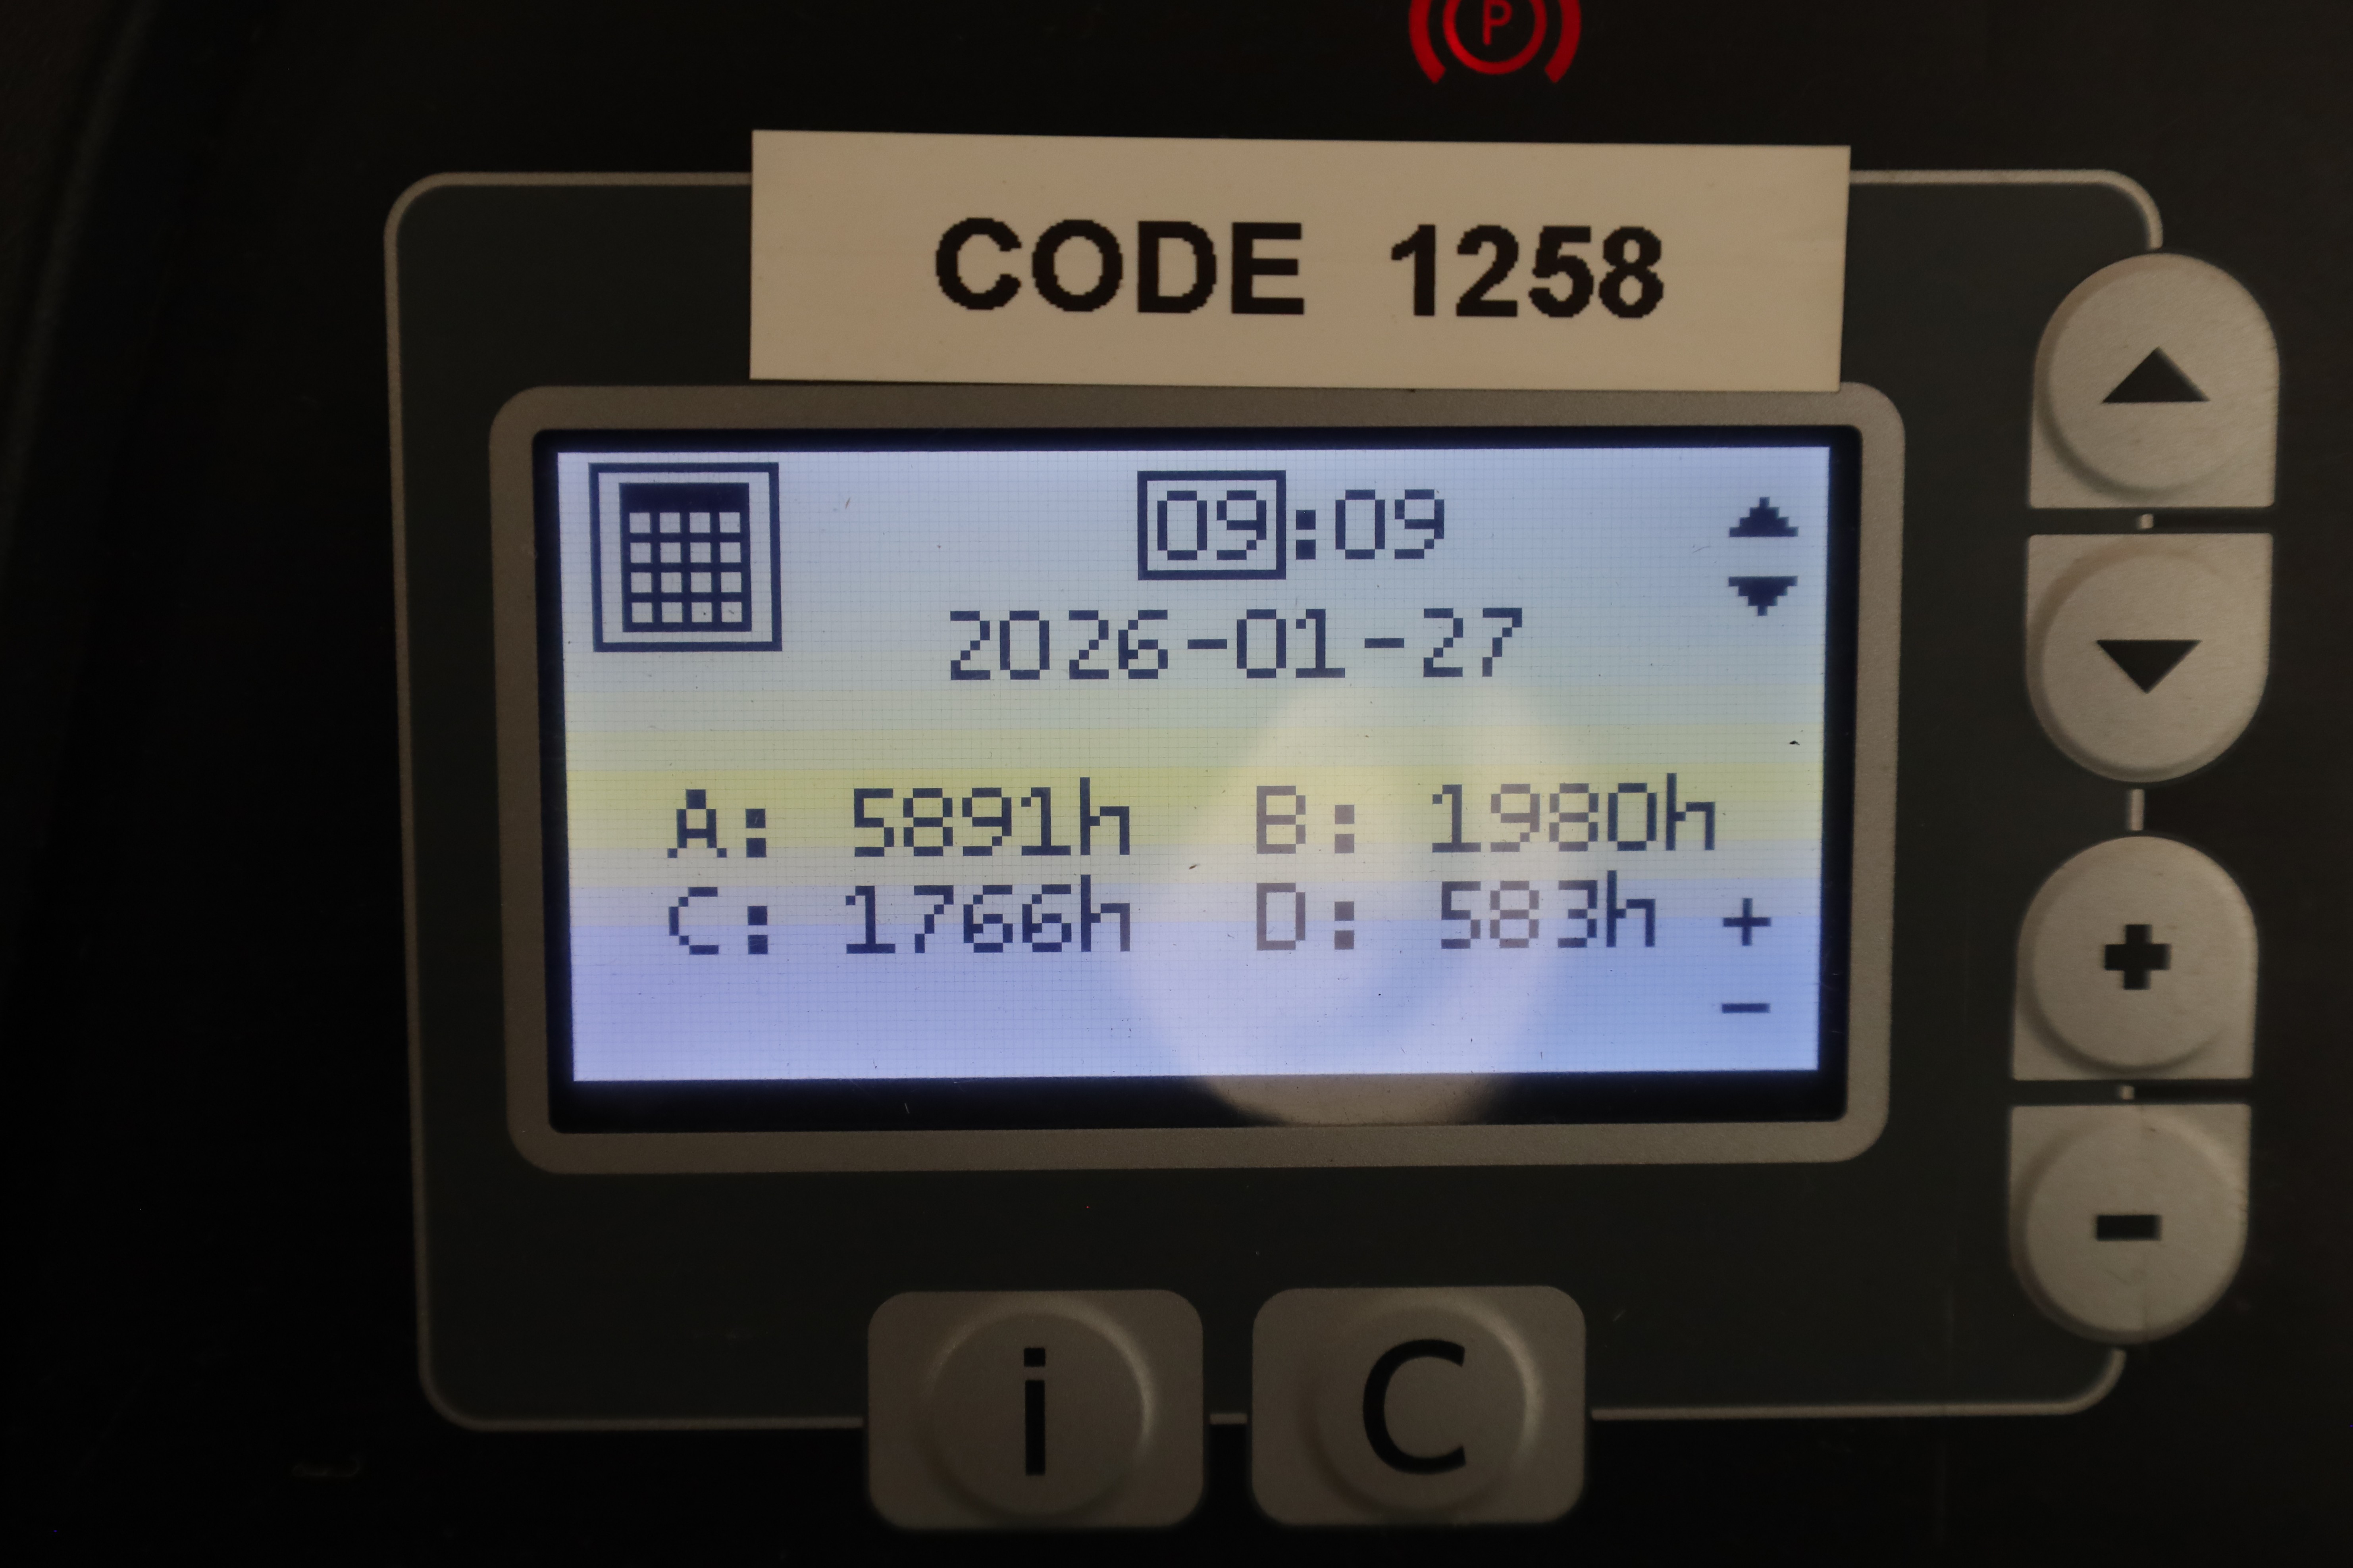 P
CODE 1258
09:09
2026-01-27
A: 5891h B: 1980h
C: 1766h D: 583h +
-
i C